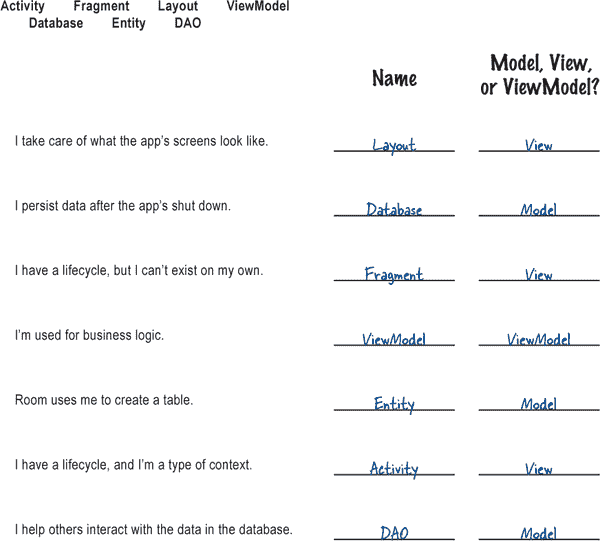 Activity Fragment Layout ViewModel
Database Entity DAO
Name
Model, View,
or ViewModel?
I take care of what the app's screens look like. Layout View
I persist data after the app's shut down. Database Model
I have a lifecycle, but I can't exist on my own. Fragment View
I'm used for business logic. ViewModel ViewModel
Room uses me to create a table. Entity Model
I have a lifecycle, and I'm a type of context. Activity View
I help others interact with the data in the database. DAO Model